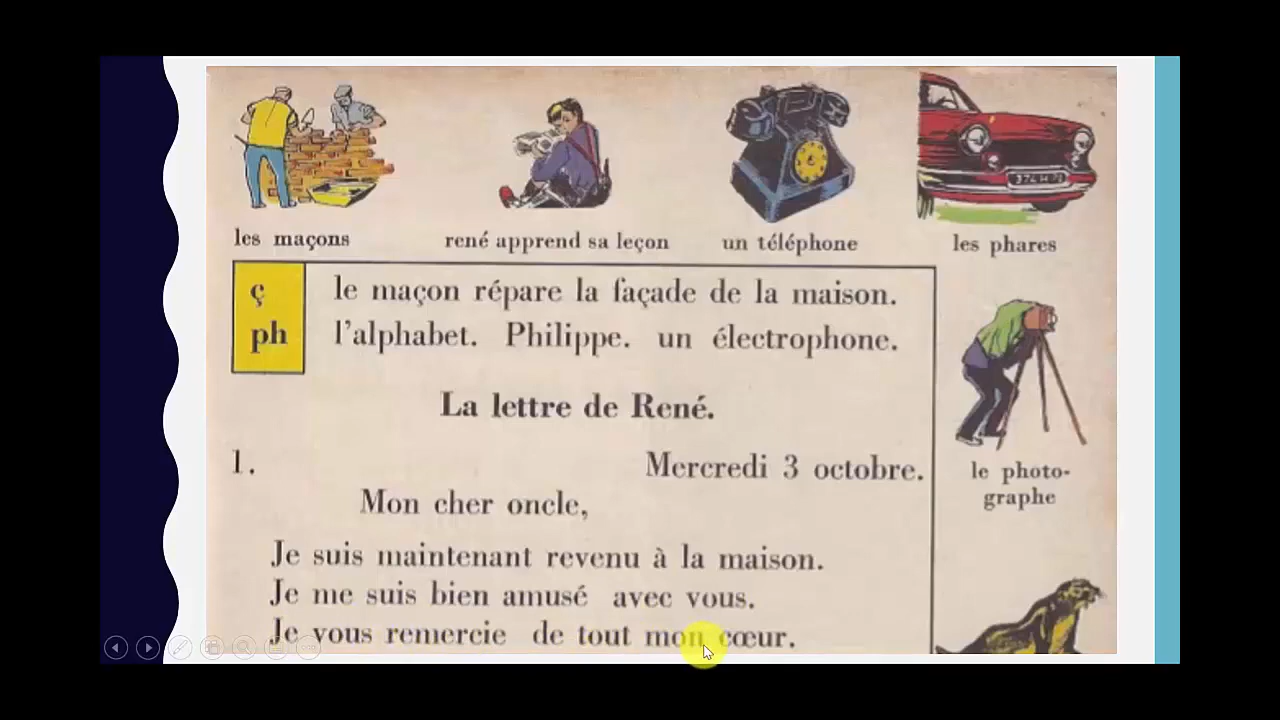 les maçons
rené apprend sa leçon
un téléphone
les phares
ç
le maçon répare la façade de la maison.
ph
l'alphabet. Philippe. un électrophone.
La lettre de René.
1.
Mercredi 3 octobre.
Mon cher oncle,
Je suis maintenant revenu à la maison.
Je me suis bien amusé avec vous.
Je vous remercie de tout mon cœur.
le photo-
graphe